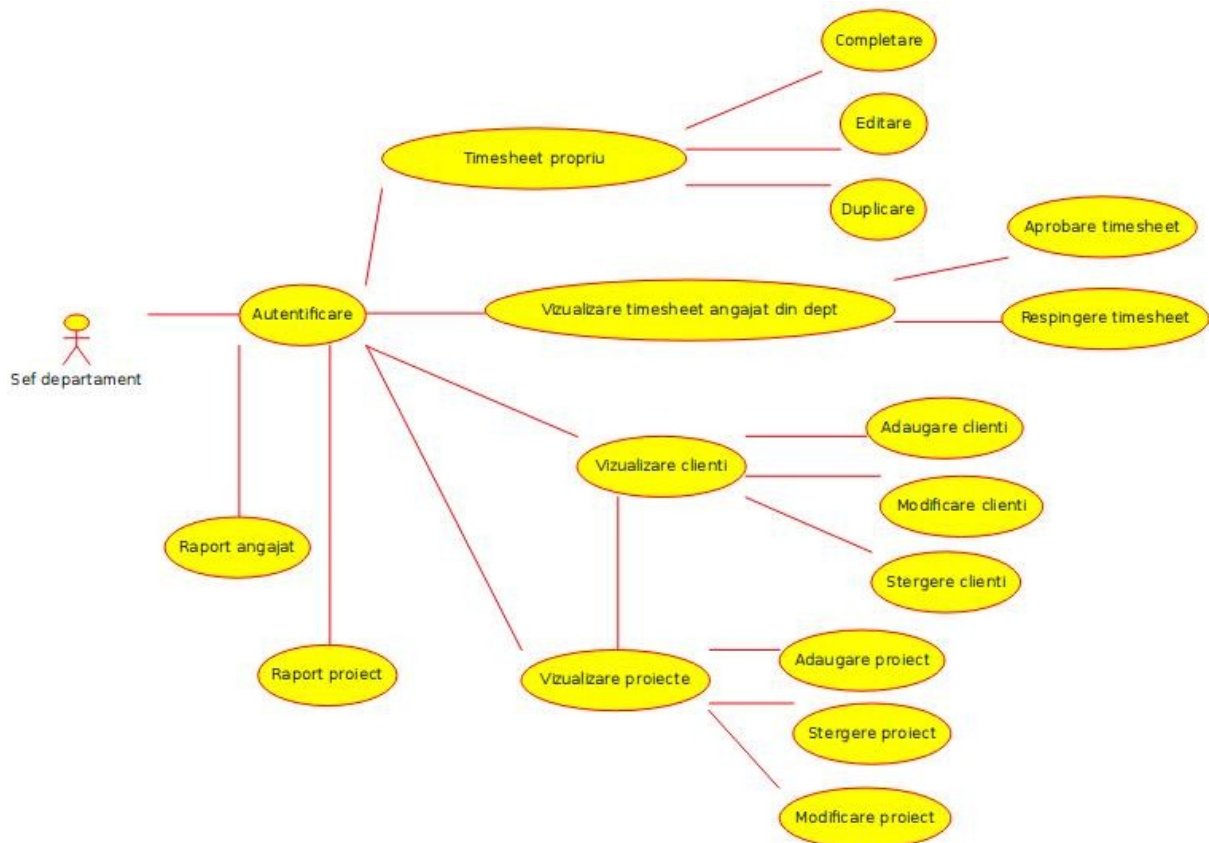 Completare
Editare
Timesheet propriu
Duplicare
Aprobare timesheet
Autentificare
Vizualizare timesheet angajat din dept
Respingere timesheet
Sef departament
Adaugare clienti
Vizualizare clienti
Modificare clienti
Raport angajat
Stergere clienti
Raport proiect
Vizualizare proiecte
Adaugare proiect
Stergere proiect
Modificare proiect